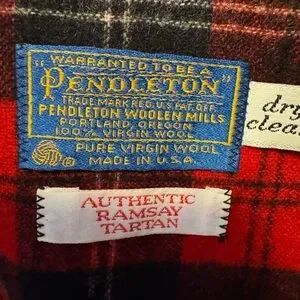 WARRANTED TO BE A
"PENDLETON"
TRADE MARK REG. U.S. PAT. OFF.
PENDLETON WOOLEN MILLS
PORTLAND, OREGON
100% VIRGIN WOOL
PURE VIRGIN WOOL
MADE IN U.S.A.
dry
clea
AUTHENTIC
RAMSAY
TARTAN